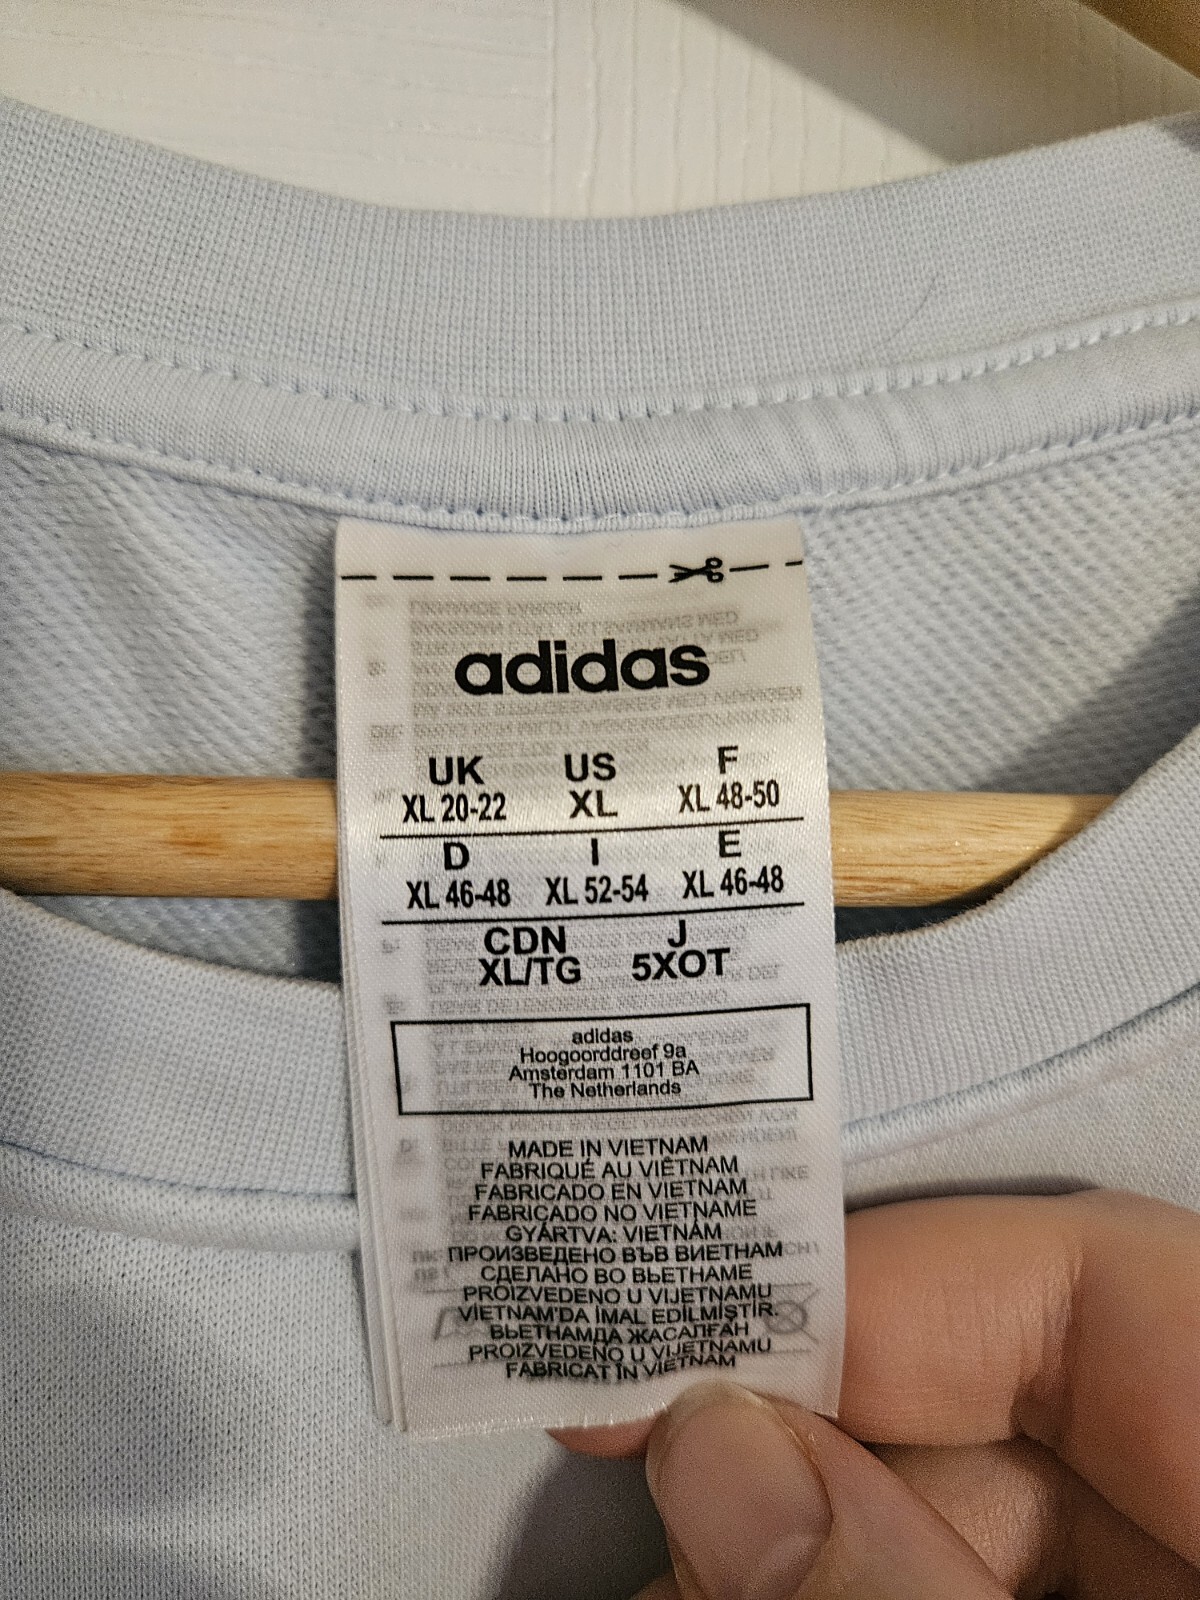 adidas
UK US F
XL 20-22 XL XL 48-50
D I E
XL 46-48 XL 52-54 XL 46-48
CDN J
XL/TG 5XOT
adidas
Hoogoorddreef 9a
Amsterdam 1101 BA
The Netherlands
MADE IN VIETNAM
FABRIQUÉ AU VIÊTNAM
FABRICADO EN VIETNAM
FABRICADO NO VIETNAME
GYÁRTVA: VIETNÁM
ПРОИЗВЕДЕНО ВЪВ ВИЕТНАМ
СДЕЛАНО ВО ВЬЕТНАМЕ
PROIZVEDENO U VIJETNAMU
VİETNAM'DA İMAL EDİLMİŞTİR.
ВЬЕТНАМДА ЖАСАЛҒАН
PROIZVEDENO U VIJETNAMU
FABRICAT ÎN VIETNAM